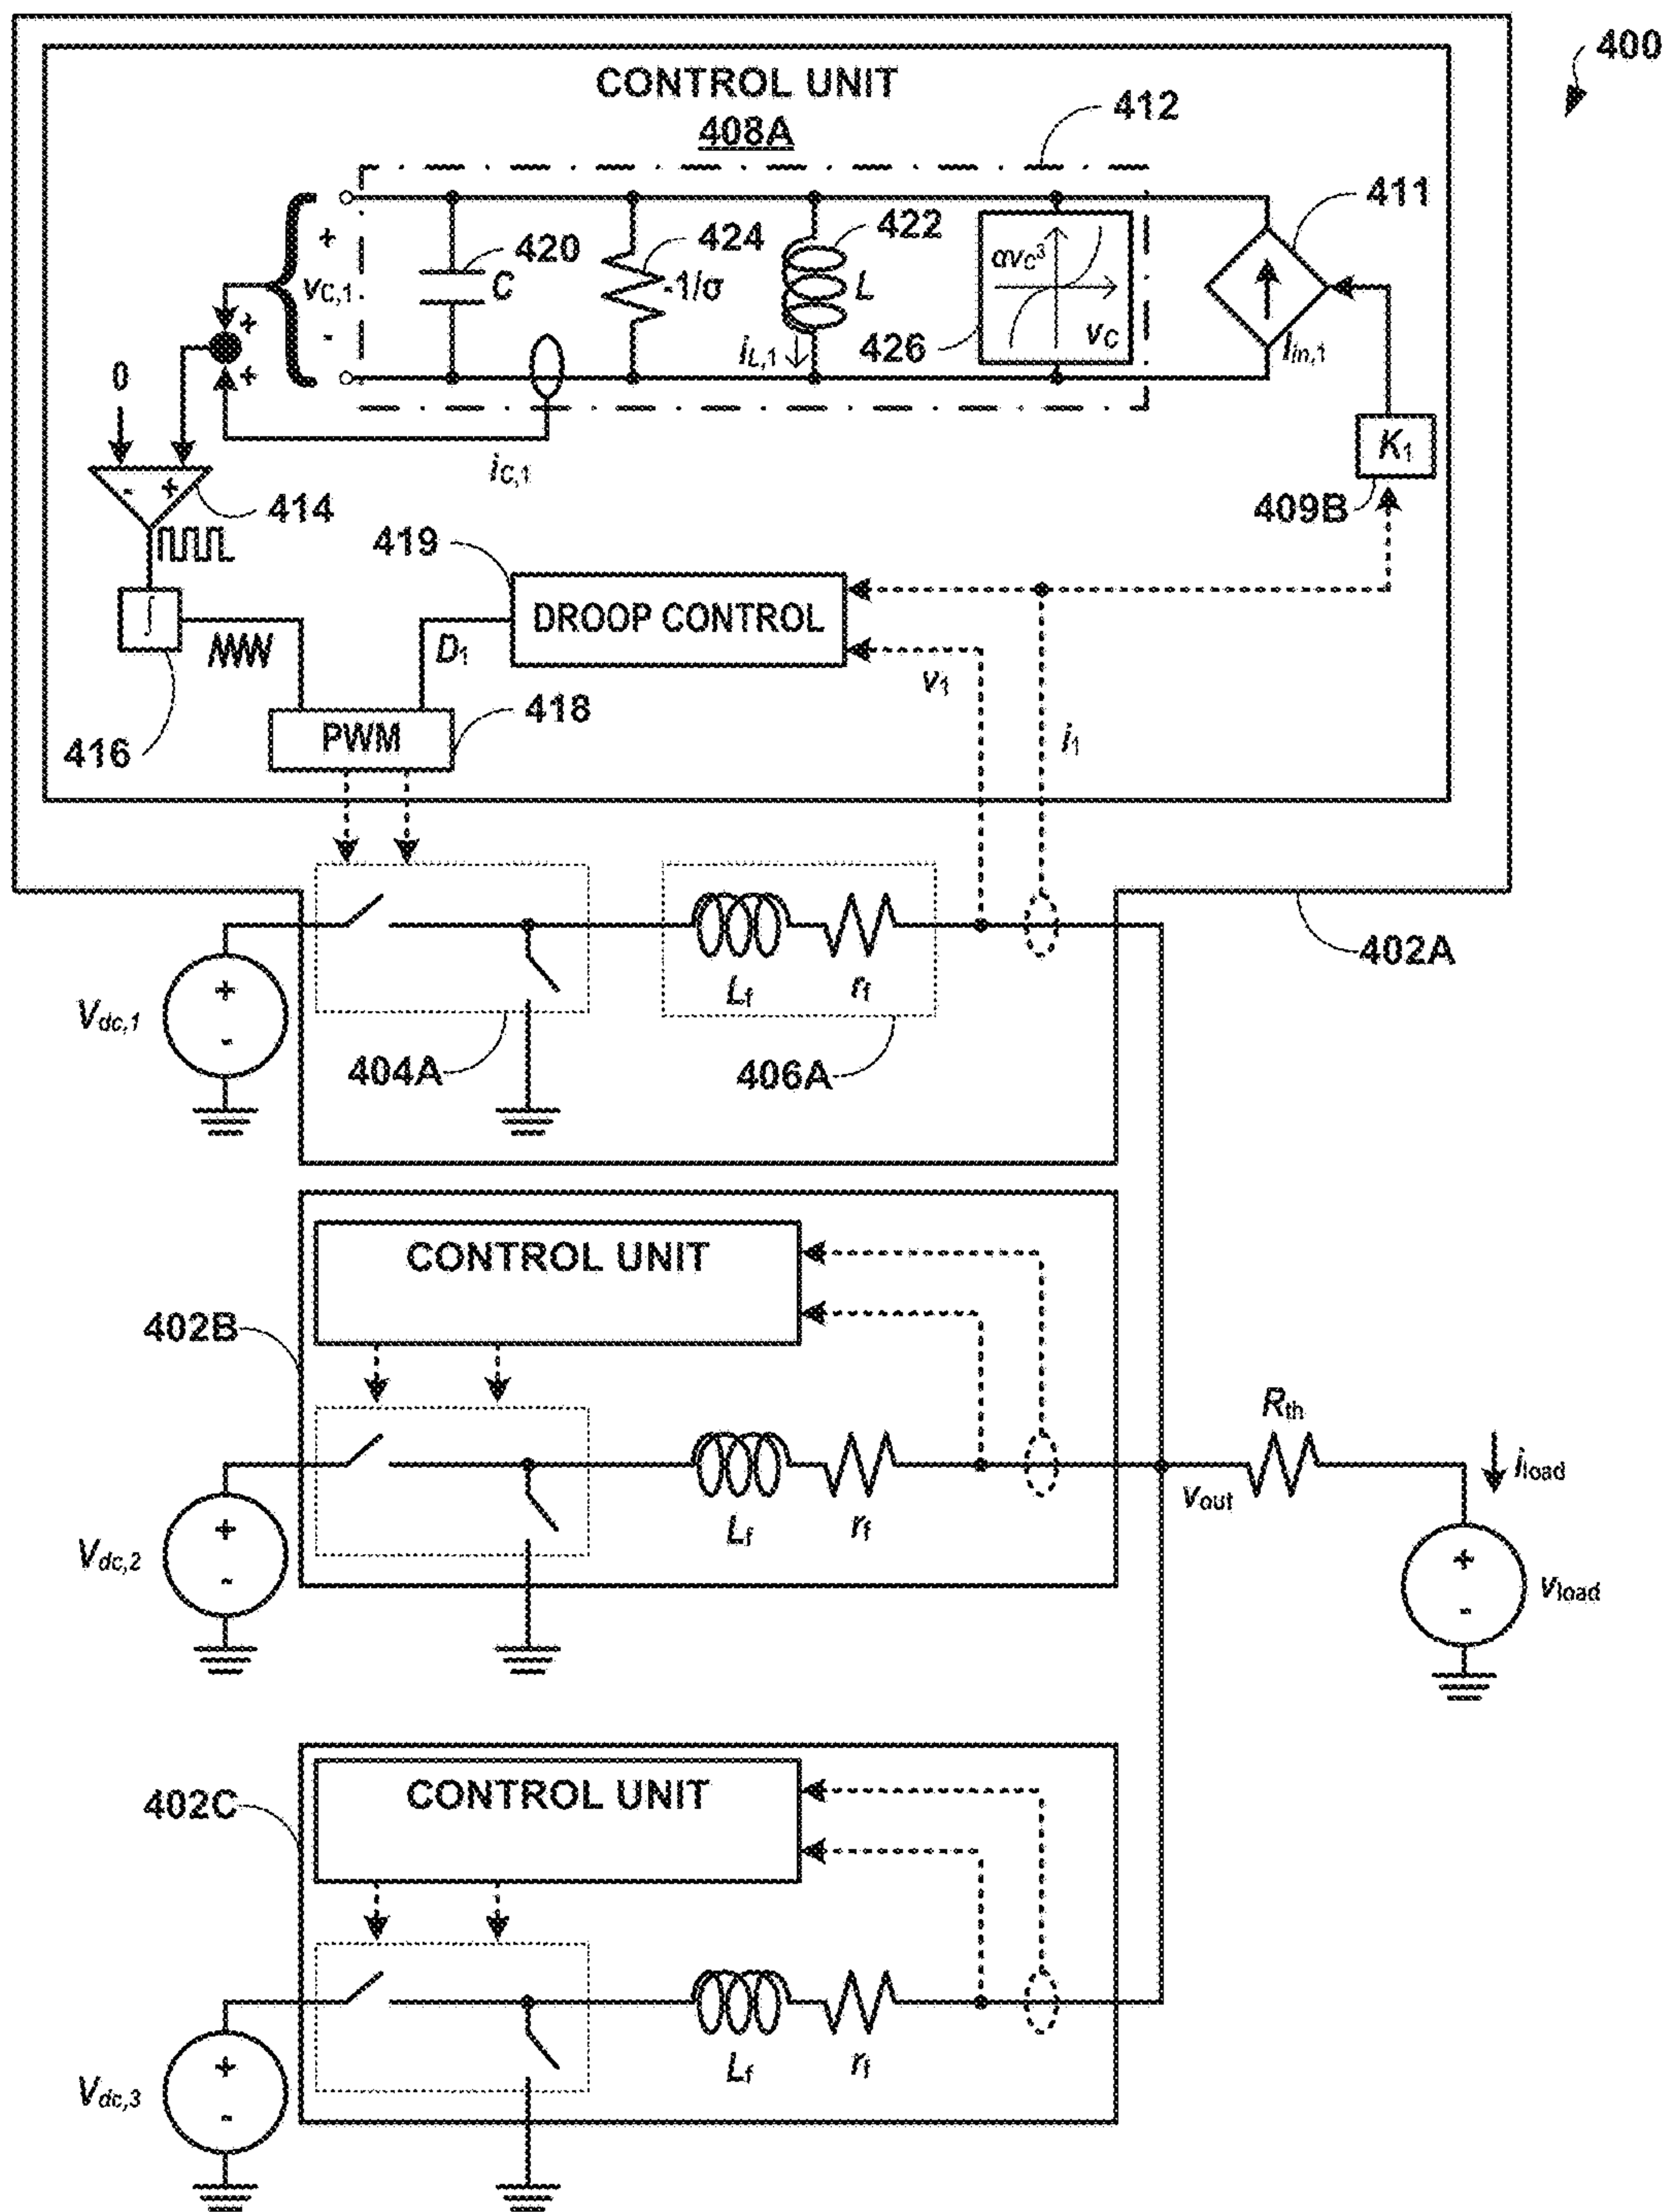 400
CONTROL UNIT
408A
412
411
+
vC,1
-
420
C
424
-1/σ
422
L
iL,1
αvC³
vC
426
Iin,1
+
+
0
iC,1
K1
409B
- +
414
419
DROOP CONTROL
∫
D1
v1
i1
416
PWM
418
402A
Vdc,1
+
-
Lf
rf
404A
406A
CONTROL UNIT
402B
Rth
iload
vout
Vdc,2
+
-
Lf
rf
+
-
vload
CONTROL UNIT
402C
Vdc,3
+
-
Lf
rf